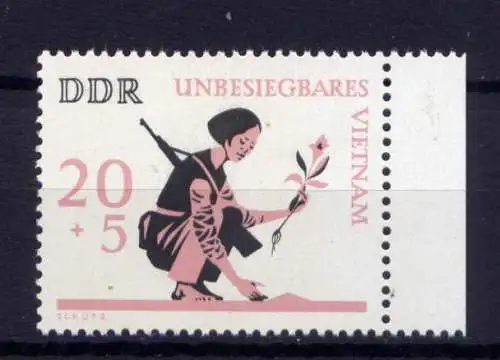 DDR
UNBESIEGBARES
VIETNAM
20
+5
SCHÜTZ